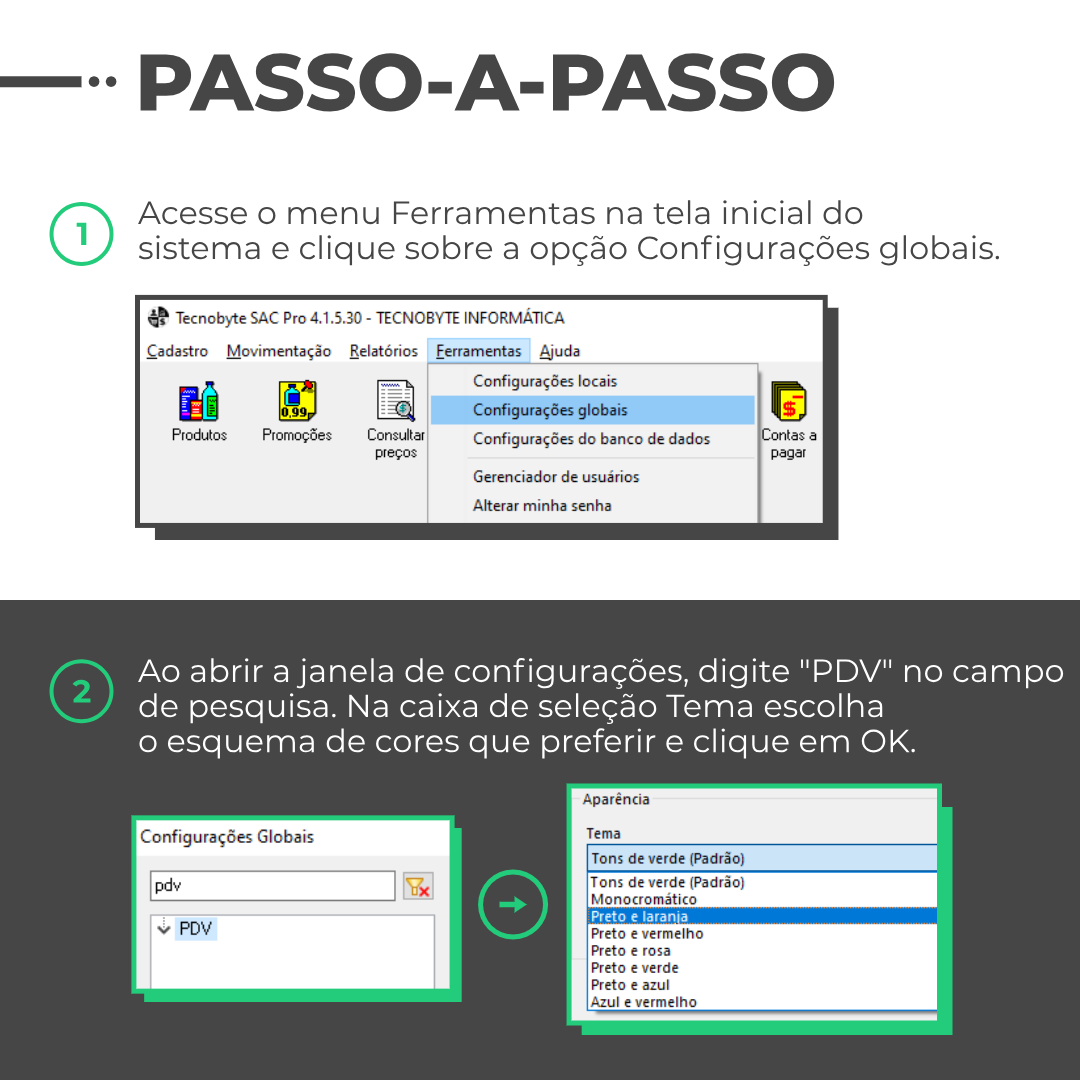 PASSO-A-PASSO
1
Acesse o menu Ferramentas na tela inicial do
sistema e clique sobre a opção Configurações globais.
Tecnobyte SAC Pro 4.1.5.30 - TECNOBYTE INFORMÁTICA
Cadastro Movimentação Relatórios Ferramentas Ajuda
Configurações locais
Configurações globais
Configurações do banco de dados
Gerenciador de usuários
Alterar minha senha
0,99
Produtos
Promoções
Consultar
preços
$
Contas a
pagar
2
Ao abrir a janela de configurações, digite "PDV" no campo
de pesquisa. Na caixa de seleção Tema escolha
o esquema de cores que preferir e clique em OK.
Configurações Globais
pdv
PDV
Aparência
Tema
Tons de verde (Padrão)
Tons de verde (Padrão)
Monocromático
Preto e laranja
Preto e vermelho
Preto e rosa
Preto e verde
Preto e azul
Azul e vermelho